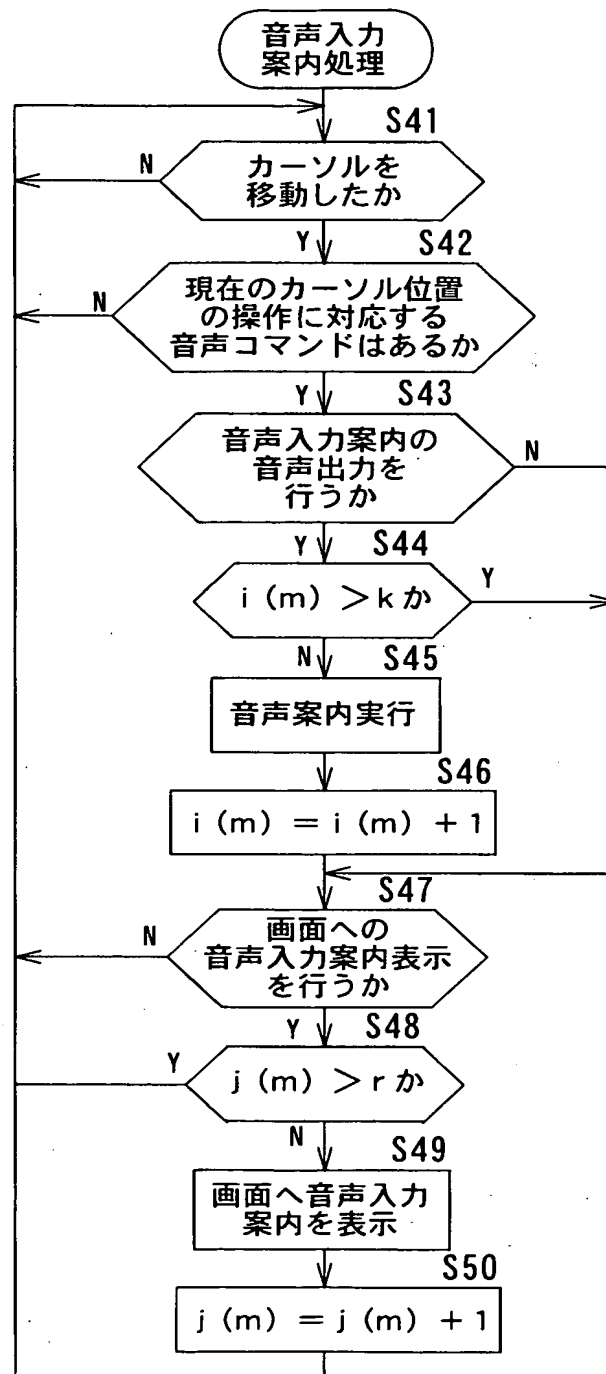 音声入力
案内処理
S41
N
カーソルを
移動したか
Y
S42
N
現在のカーソル位置
の操作に対応する
音声コマンドはあるか
Y
S43
音声入力案内の
音声出力を
行うか
N
Y
S44
i (m) >kか
Y
N
S45
音声案内実行
S46
i (m) = i (m) +1
S47
N
画面への
音声入力案内表示
を行うか
Y
S48
Y
j (m) >rか
N
S49
画面へ音声入力
案内を表示
S50
j (m) = j (m) +1